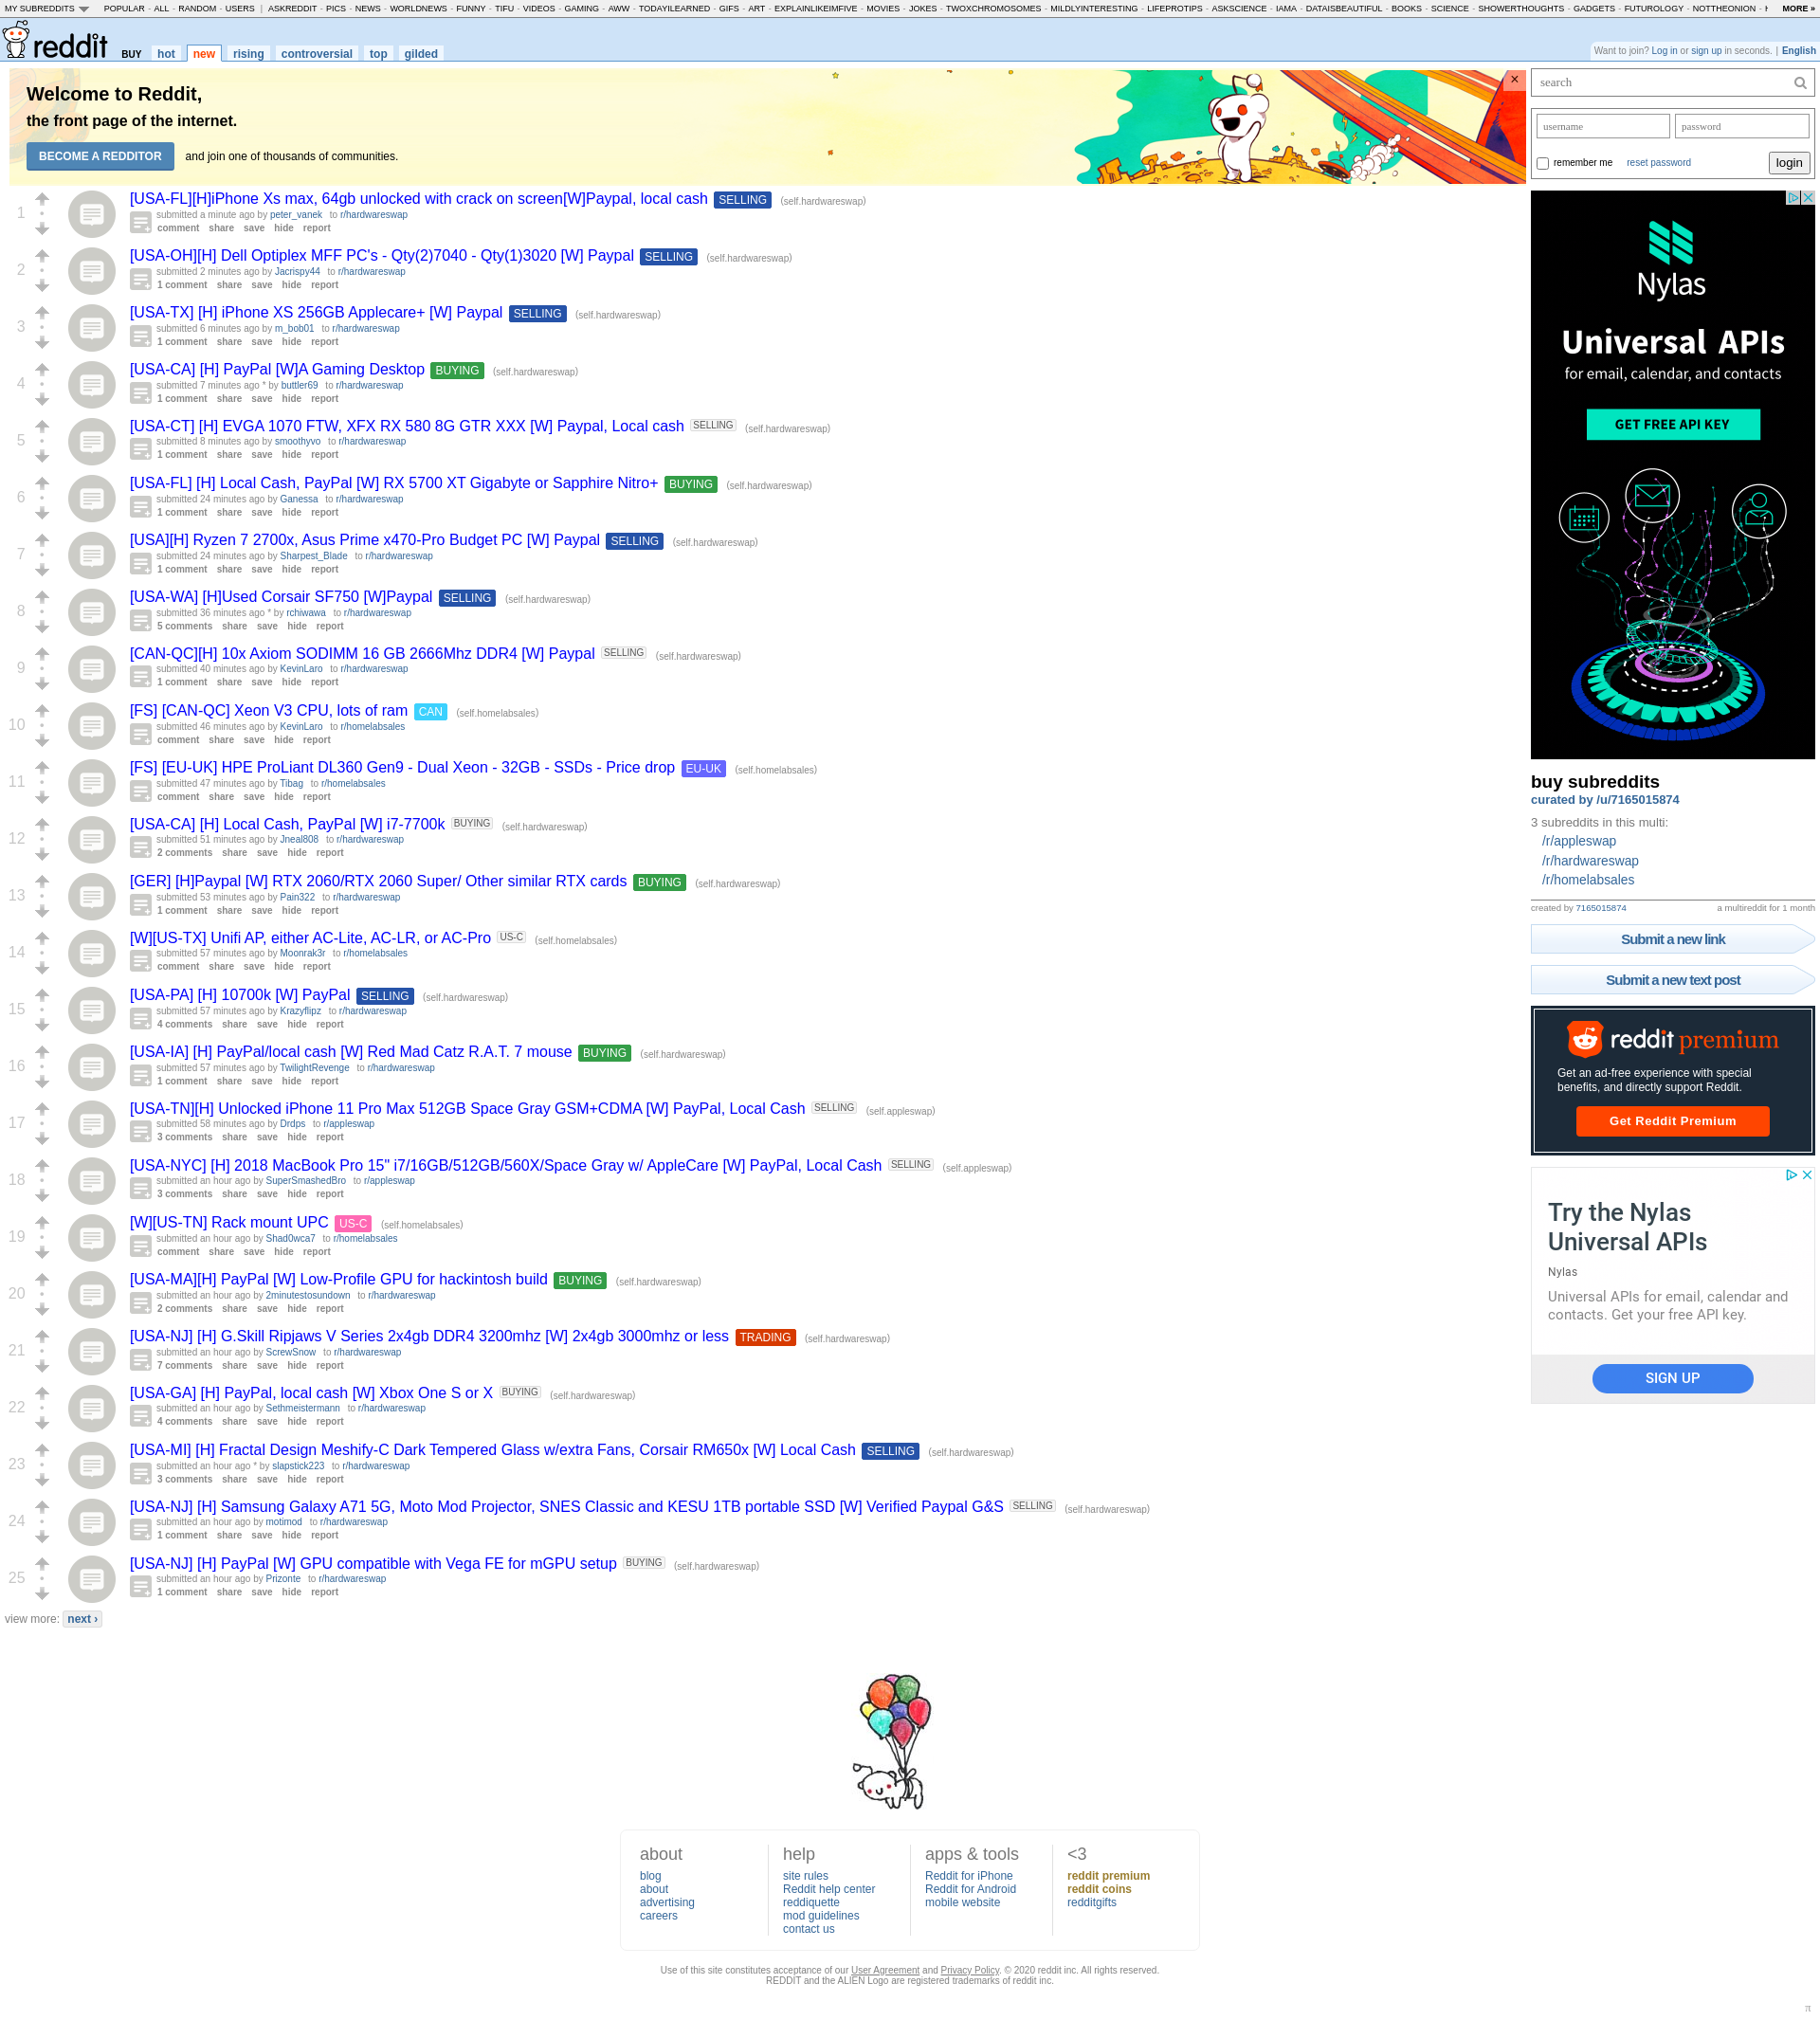 MY SUBREDDITS POPULAR - ALL - RANDOM - USERS | ASKREDDIT - PICS - NEWS - WORLDNEWS - FUNNY - TIFU - VIDEOS - GAMING - AWW - TODAYILEARNED - GIFS - ART - EXPLAINLIKEIMFIVE - MOVIES - JOKES - TWOXCHROMOSOMES - MILDLYINTERESTING - LIFEPROTIPS - ASKSCIENCE - IAMA - DATAISBEAUTIFUL - BOOKS - SCIENCE - SHOWERTHOUGHTS - GADGETS - FUTUROLOGY - NOTTHEONION - MORE »
reddit BUY hot new rising controversial top gilded
Want to join? Log in or sign up in seconds. | English
Welcome to Reddit,
the front page of the internet.
BECOME A REDDITOR and join one of thousands of communities.
×
1 [USA-FL][H]iPhone Xs max, 64gb unlocked with crack on screen[W]Paypal, local cash SELLING (self.hardwareswap)
submitted a minute ago by peter_vanek to r/hardwareswap
comment share save hide report
2 [USA-OH][H] Dell Optiplex MFF PC's - Qty(2)7040 - Qty(1)3020 [W] Paypal SELLING (self.hardwareswap)
submitted 2 minutes ago by Jacrispy44 to r/hardwareswap
1 comment share save hide report
3 [USA-TX] [H] iPhone XS 256GB Applecare+ [W] Paypal SELLING (self.hardwareswap)
submitted 6 minutes ago by m_bob01 to r/hardwareswap
1 comment share save hide report
4 [USA-CA] [H] PayPal [W]A Gaming Desktop BUYING (self.hardwareswap)
submitted 7 minutes ago * by buttler69 to r/hardwareswap
1 comment share save hide report
5 [USA-CT] [H] EVGA 1070 FTW, XFX RX 580 8G GTR XXX [W] Paypal, Local cash SELLING (self.hardwareswap)
submitted 8 minutes ago by smoothyvo to r/hardwareswap
1 comment share save hide report
6 [USA-FL] [H] Local Cash, PayPal [W] RX 5700 XT Gigabyte or Sapphire Nitro+ BUYING (self.hardwareswap)
submitted 24 minutes ago by Ganessa to r/hardwareswap
1 comment share save hide report
7 [USA][H] Ryzen 7 2700x, Asus Prime x470-Pro Budget PC [W] Paypal SELLING (self.hardwareswap)
submitted 24 minutes ago by Sharpest_Blade to r/hardwareswap
1 comment share save hide report
8 [USA-WA] [H]Used Corsair SF750 [W]Paypal SELLING (self.hardwareswap)
submitted 36 minutes ago * by rchiwawa to r/hardwareswap
5 comments share save hide report
9 [CAN-QC][H] 10x Axiom SODIMM 16 GB 2666Mhz DDR4 [W] Paypal SELLING (self.hardwareswap)
submitted 40 minutes ago by KevinLaro to r/hardwareswap
1 comment share save hide report
10 [FS] [CAN-QC] Xeon V3 CPU, lots of ram CAN (self.homelabsales)
submitted 46 minutes ago by KevinLaro to r/homelabsales
comment share save hide report
11 [FS] [EU-UK] HPE ProLiant DL360 Gen9 - Dual Xeon - 32GB - SSDs - Price drop EU-UK (self.homelabsales)
submitted 47 minutes ago by Tibag to r/homelabsales
comment share save hide report
12 [USA-CA] [H] Local Cash, PayPal [W] i7-7700k BUYING (self.hardwareswap)
submitted 51 minutes ago by Jneal808 to r/hardwareswap
2 comments share save hide report
13 [GER] [H]Paypal [W] RTX 2060/RTX 2060 Super/ Other similar RTX cards BUYING (self.hardwareswap)
submitted 53 minutes ago by Pain322 to r/hardwareswap
1 comment share save hide report
14 [W][US-TX] Unifi AP, either AC-Lite, AC-LR, or AC-Pro US-C (self.homelabsales)
submitted 57 minutes ago by Moonrak3r to r/homelabsales
comment share save hide report
15 [USA-PA] [H] 10700k [W] PayPal SELLING (self.hardwareswap)
submitted 57 minutes ago by Krazyflipz to r/hardwareswap
4 comments share save hide report
16 [USA-IA] [H] PayPal/local cash [W] Red Mad Catz R.A.T. 7 mouse BUYING (self.hardwareswap)
submitted 57 minutes ago by TwilightRevenge to r/hardwareswap
1 comment share save hide report
17 [USA-TN][H] Unlocked iPhone 11 Pro Max 512GB Space Gray GSM+CDMA [W] PayPal, Local Cash SELLING (self.appleswap)
submitted 58 minutes ago by Drdps to r/appleswap
3 comments share save hide report
18 [USA-NYC] [H] 2018 MacBook Pro 15" i7/16GB/512GB/560X/Space Gray w/ AppleCare [W] PayPal, Local Cash SELLING (self.appleswap)
submitted an hour ago by SuperSmashedBro to r/appleswap
3 comments share save hide report
19 [W][US-TN] Rack mount UPC US-C (self.homelabsales)
submitted an hour ago by Shad0wca7 to r/homelabsales
comment share save hide report
20 [USA-MA][H] PayPal [W] Low-Profile GPU for hackintosh build BUYING (self.hardwareswap)
submitted an hour ago by 2minutestosundown to r/hardwareswap
2 comments share save hide report
21 [USA-NJ] [H] G.Skill Ripjaws V Series 2x4gb DDR4 3200mhz [W] 2x4gb 3000mhz or less TRADING (self.hardwareswap)
submitted an hour ago by ScrewSnow to r/hardwareswap
7 comments share save hide report
22 [USA-GA] [H] PayPal, local cash [W] Xbox One S or X BUYING (self.hardwareswap)
submitted an hour ago by Sethmeistermann to r/hardwareswap
4 comments share save hide report
23 [USA-MI] [H] Fractal Design Meshify-C Dark Tempered Glass w/extra Fans, Corsair RM650x [W] Local Cash SELLING (self.hardwareswap)
submitted an hour ago * by slapstick223 to r/hardwareswap
3 comments share save hide report
24 [USA-NJ] [H] Samsung Galaxy A71 5G, Moto Mod Projector, SNES Classic and KESU 1TB portable SSD [W] Verified Paypal G&S SELLING (self.hardwareswap)
submitted an hour ago by motimod to r/hardwareswap
1 comment share save hide report
25 [USA-NJ] [H] PayPal [W] GPU compatible with Vega FE for mGPU setup BUYING (self.hardwareswap)
submitted an hour ago by Prizonte to r/hardwareswap
1 comment share save hide report
view more: next ›
search
username password
remember me reset password login
Nylas
Universal APIs
for email, calendar, and contacts
GET FREE API KEY
buy subreddits
curated by /u/7165015874
3 subreddits in this multi:
/r/appleswap
/r/hardwareswap
/r/homelabsales
created by 7165015874 a multireddit for 1 month
Submit a new link
Submit a new text post
reddit premium
Get an ad-free experience with special
benefits, and directly support Reddit.
Get Reddit Premium
Try the Nylas
Universal APIs
Nylas
Universal APIs for email, calendar and
contacts. Get your free API key.
SIGN UP
about
blog
about
advertising
careers
help
site rules
Reddit help center
reddiquette
mod guidelines
contact us
apps & tools
Reddit for iPhone
Reddit for Android
mobile website
<3
reddit premium
reddit coins
redditgifts
Use of this site constitutes acceptance of our User Agreement and Privacy Policy. © 2020 reddit inc. All rights reserved.
REDDIT and the ALIEN Logo are registered trademarks of reddit inc.
π